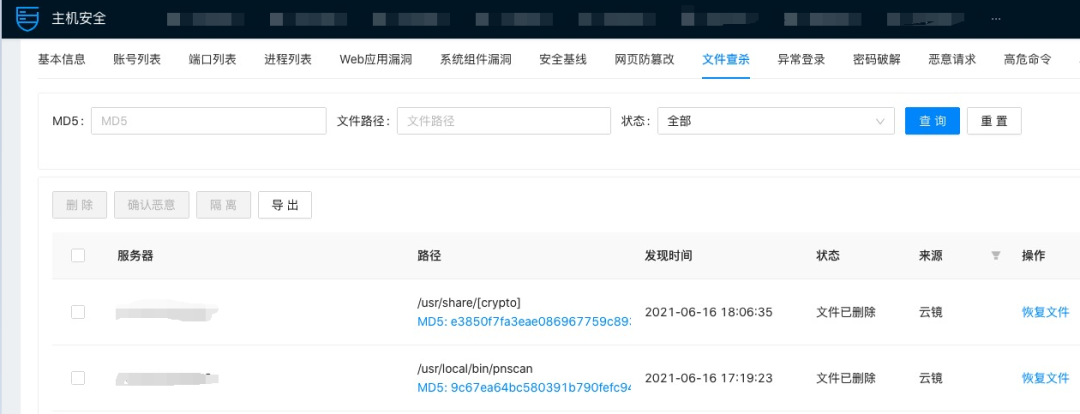 主机安全
···
基本信息 账号列表 端口列表 进程列表 Web应用漏洞 系统组件漏洞 安全基线 网页防篡改 文件查杀 异常登录 密码破解 恶意请求 高危命令
MD5: MD5 文件路径: 文件路径 状态: 全部 查询 重置
删除 确认恶意 隔离 导出
服务器 路径 发现时间 状态 来源 操作
/usr/share/[crypto]
MD5: e3850f7fa3eae086967759c893 2021-06-16 18:06:35 文件已删除 云镜 恢复文件
/usr/local/bin/pnscan
MD5: 9c67ea64bc580391b790fefc94 2021-06-16 17:19:23 文件已删除 云镜 恢复文件